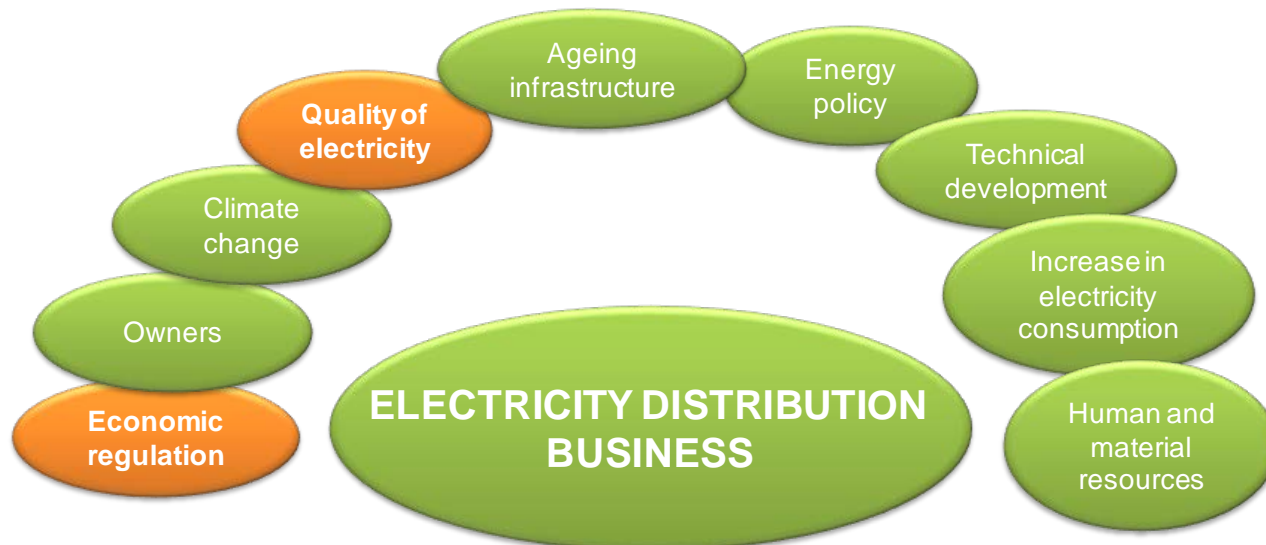 Ageing
infrastructure
Energy
policy
Quality of
electricity
Technical
development
Climate
change
Increase in
electricity
consumption
Owners
ELECTRICITY DISTRIBUTION
BUSINESS
Economic
regulation
Human and
material
resources